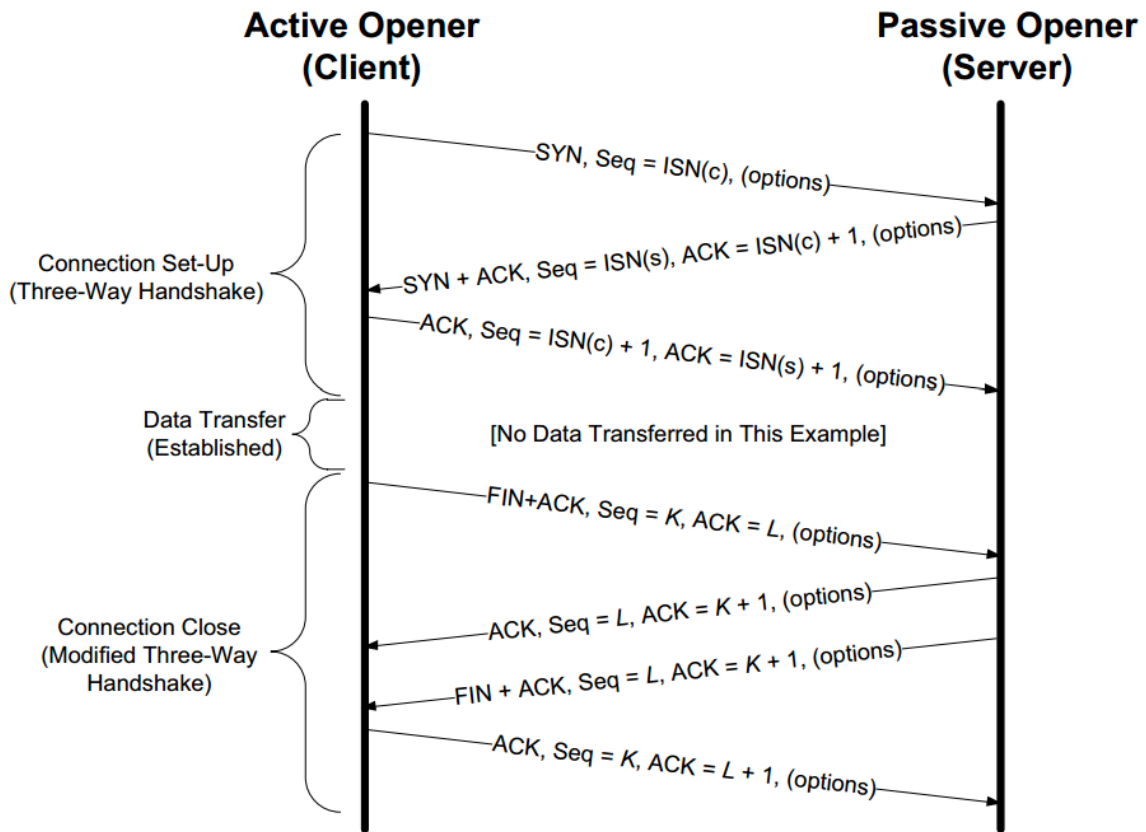 Active Opener
(Client)
Passive Opener
(Server)
SYN, Seq = ISN(c), (options)
SYN + ACK, Seq = ISN(s), ACK = ISN(c) + 1, (options)
Connection Set-Up
(Three-Way Handshake)
ACK, Seq = ISN(c) + 1, ACK = ISN(s) + 1, (options)
Data Transfer
(Established)
[No Data Transferred in This Example]
FIN+ACK, Seq = K, ACK = L, (options)
ACK, Seq = L, ACK = K + 1, (options)
Connection Close
(Modified Three-Way
Handshake)
FIN + ACK, Seq = L, ACK = K + 1, (options)
ACK, Seq = K, ACK = L + 1, (options)